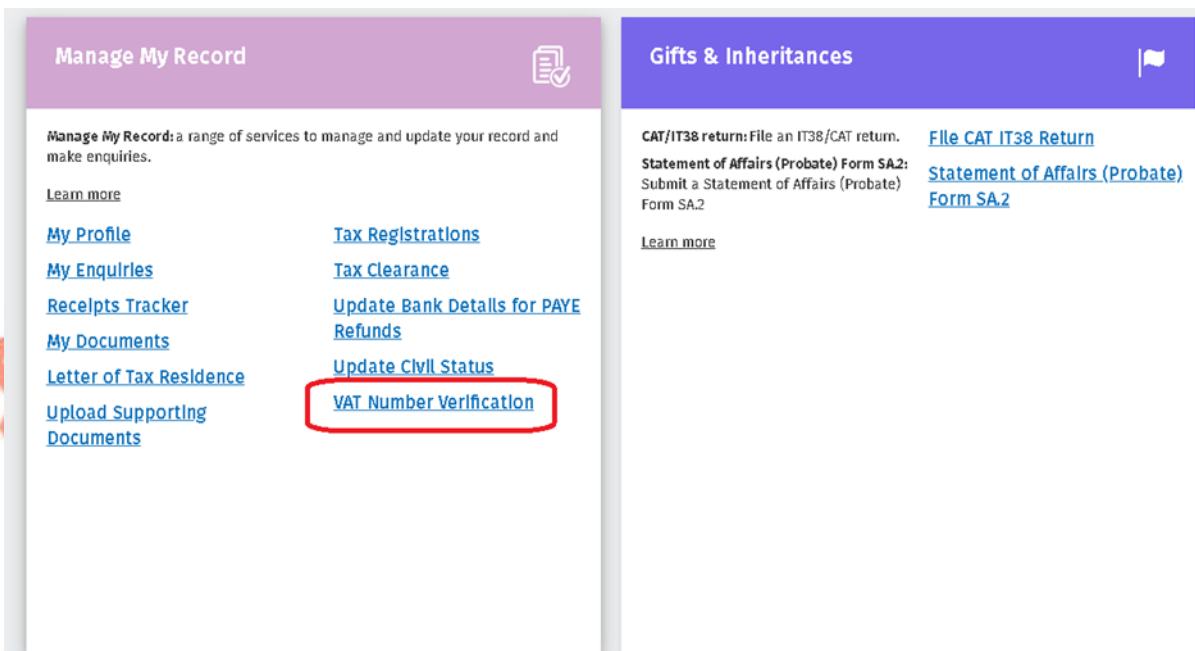 Manage My Record
Manage My Record: a range of services to manage and update your record and
make enquiries.
Learn more
My Profile
My Enquiries
Receipts Tracker
My Documents
Letter of Tax Residence
Upload Supporting
Documents
Tax Registrations
Tax Clearance
Update Bank Details for PAYE
Refunds
Update Civil Status
VAT Number Verification
Gifts & Inheritances
CAT/IT38 return: File an IT38/CAT return.
Statement of Affairs (Probate) Form SA.2:
Submit a Statement of Affairs (Probate)
Form SA.2
Learn more
File CAT IT38 Return
Statement of Affairs (Probate)
Form SA.2